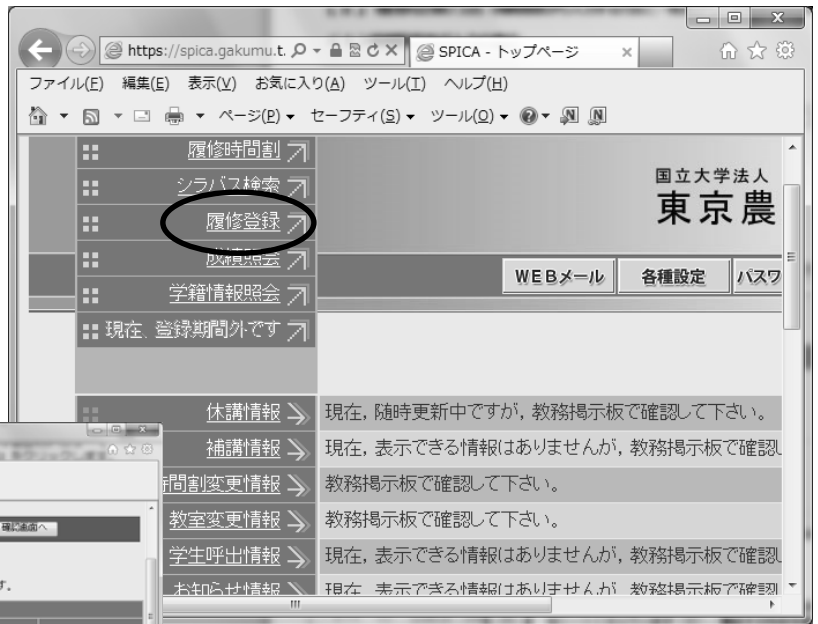 https://spica.gakumu.t.
SPICA - トップページ
ファイル(F) 編集(E) 表示(V) お気に入り(A) ツール(T) ヘルプ(H)
ページ(P) セーフティ(S) ツール(O)
履修時間割
シラバス検索
履修登録
成績照会
学籍情報照会
現在、登録期間外です
国立大学法人
東京農
WEBメール 各種設定 パスワ
休講情報 現在, 随時更新中ですが, 教務掲示板で確認して下さい。
補講情報 現在, 表示できる情報はありませんが, 教務掲示板で確認し
時間割変更情報 教務掲示板で確認して下さい。
教室変更情報 教務掲示板で確認して下さい。
学生呼出情報 現在, 表示できる情報はありませんが, 教務掲示板で確認し
お知らせ情報 現在, 表示できる情報はありませんが, 教務掲示板で確認し
確認画面へ
す。